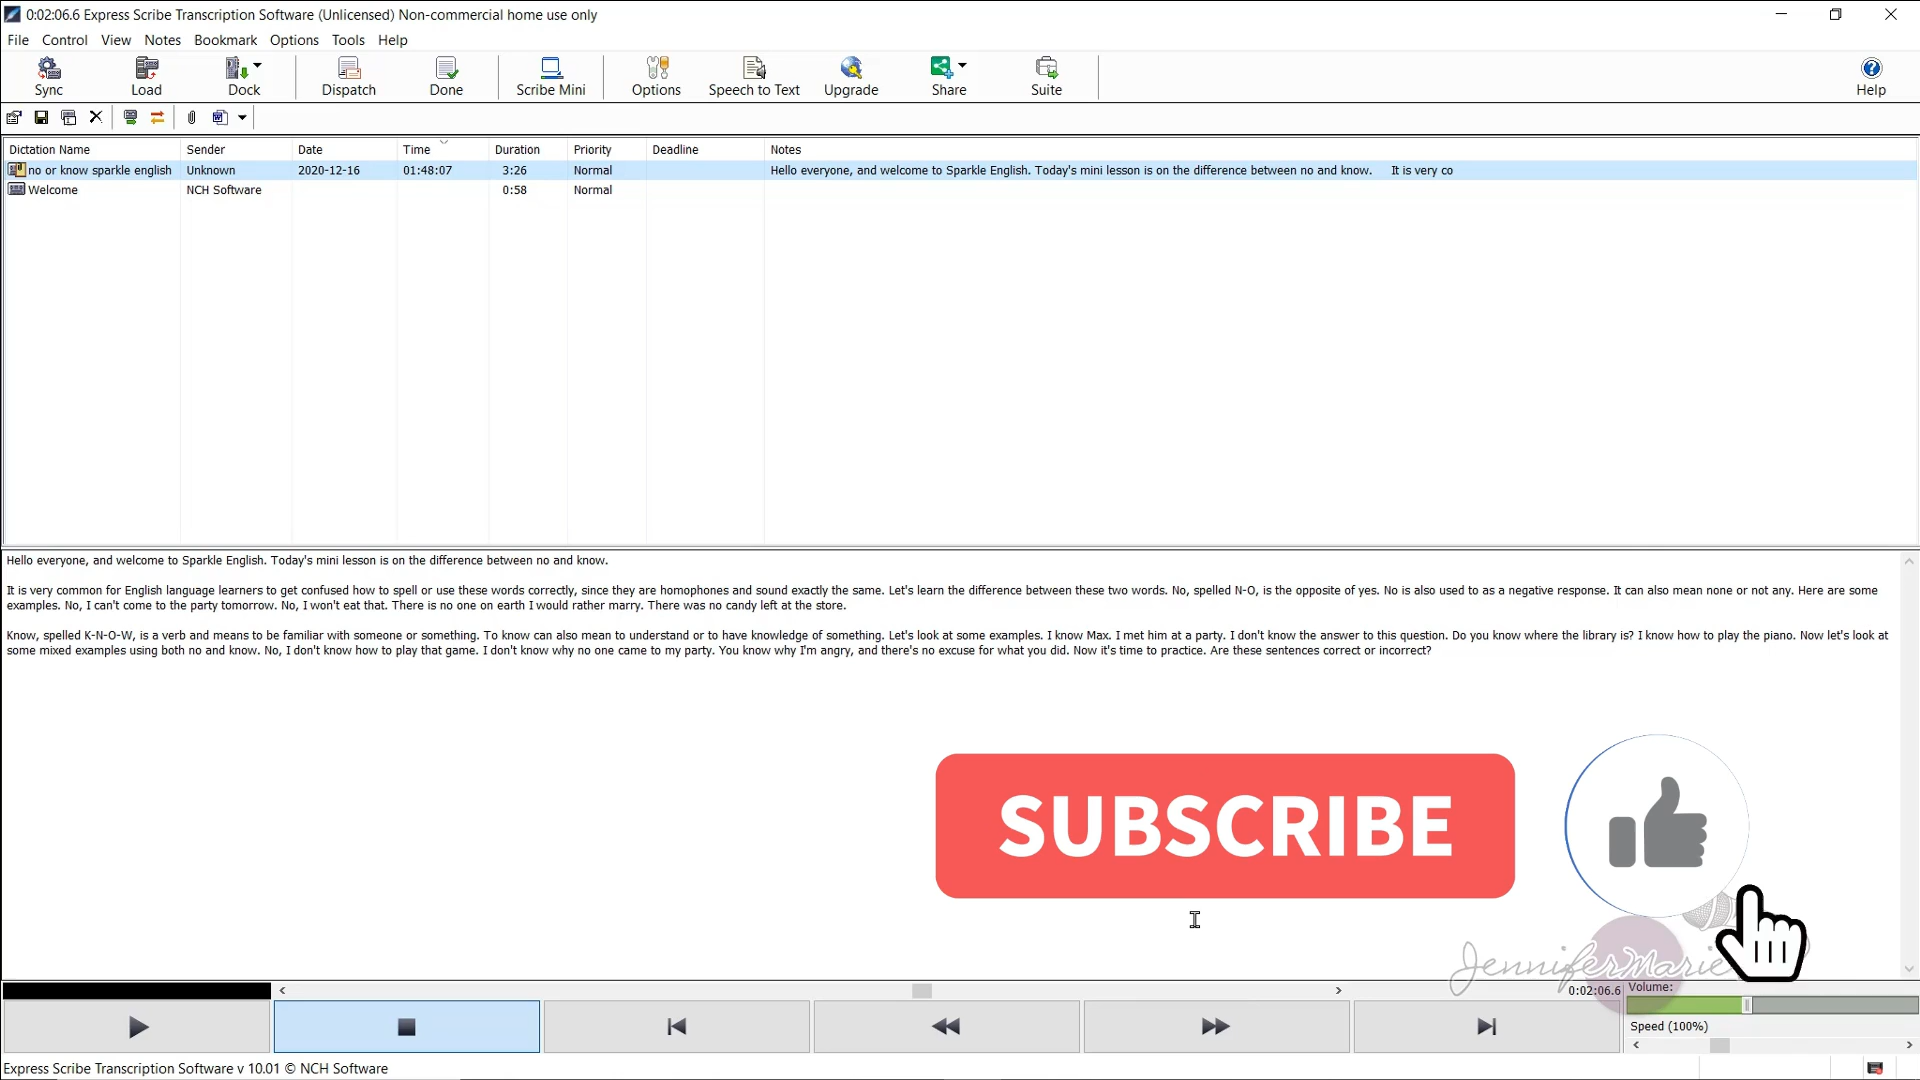 0:02:06.6 Express Scribe Transcription Software (Unlicensed) Non-commercial home use only
File Control View Notes Bookmark Options Tools Help
Sync Load Dock Dispatch Done Scribe Mini Options Speech to Text Upgrade Share Suite Help
Dictation Name Sender Date Time Duration Priority Deadline Notes
no or know sparkle english Unknown 2020-12-16 01:48:07 3:26 Normal Hello everyone, and welcome to Sparkle English. Today's mini lesson is on the difference between no and know. It is very co
Welcome NCH Software 0:58 Normal
Hello everyone, and welcome to Sparkle English. Today's mini lesson is on the difference between no and know.
It is very common for English language learners to get confused how to spell or use these words correctly, since they are homophones and sound exactly the same. Let's learn the difference between these two words. No, spelled N-O, is the opposite of yes. No is also used to as a negative response. It can also mean none or not any. Here are some
examples. No, I can't come to the party tomorrow. No, I won't eat that. There is no one on earth I would rather marry. There was no candy left at the store.
Know, spelled K-N-O-W, is a verb and means to be familiar with someone or something. To know can also mean to understand or to have knowledge of something. Let's look at some examples. I know Max. I met him at a party. I don't know the answer to this question. Do you know where the library is? I know how to play the piano. Now let's look at
some mixed examples using both no and know. No, I don't know how to play that game. I don't know why no one came to my party. You know why I'm angry, and there's no excuse for what you did. Now it's time to practice. Are these sentences correct or incorrect?
SUBSCRIBE
JenniferMarie
0:02:06.6 Volume:
Speed (100%)
Express Scribe Transcription Software v 10.01 © NCH Software